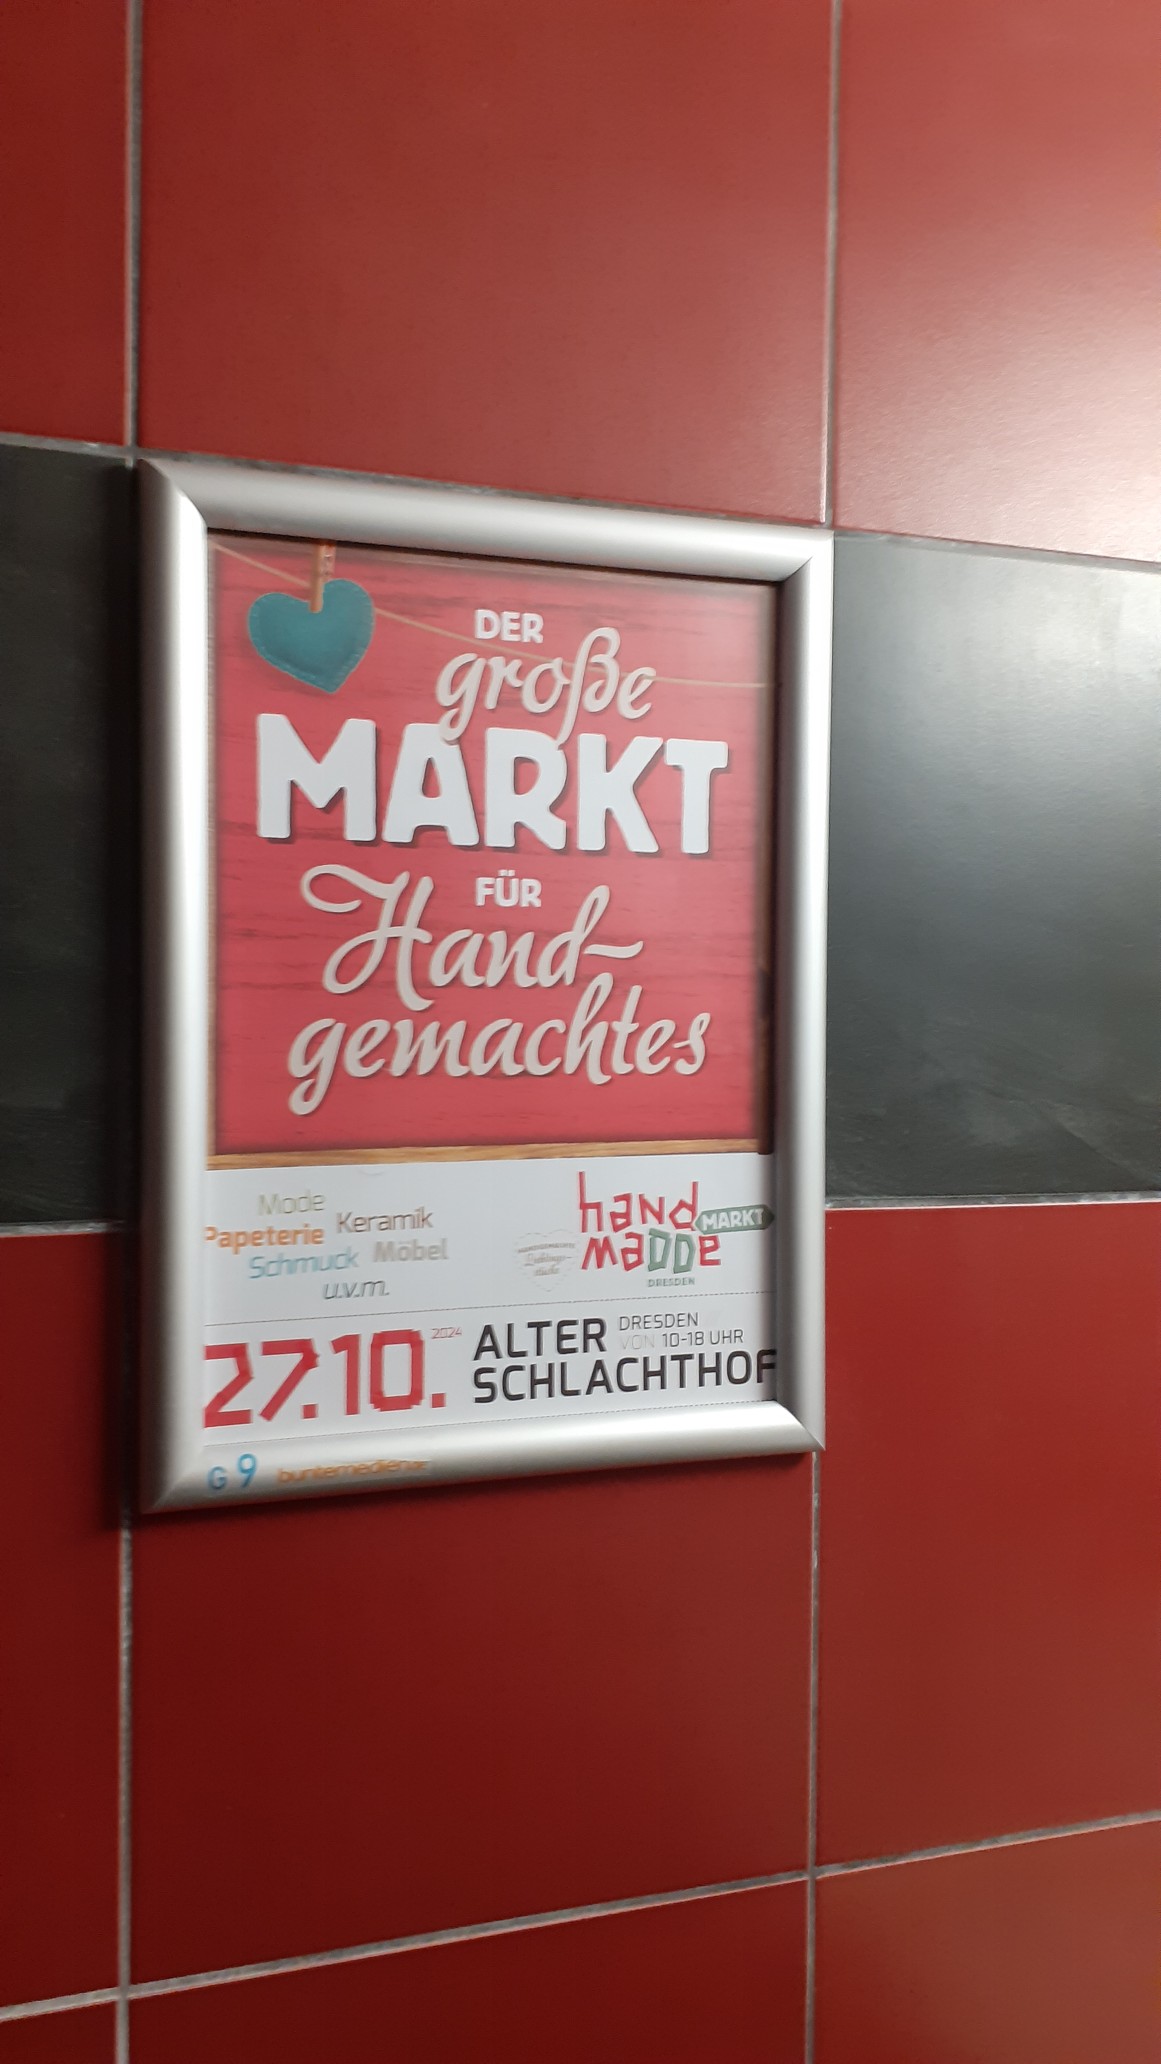 DER
große
MARKT
FÜR
Hand-
gemachtes
Mode
Papeterie Keramik
Schmuck Möbel
u.v.m.
hand
maDDe
MARKT
DRESDEN
27.10. 2024
ALTER
SCHLACHTHOF
DRESDEN
VON 10-18 UHR
G 9